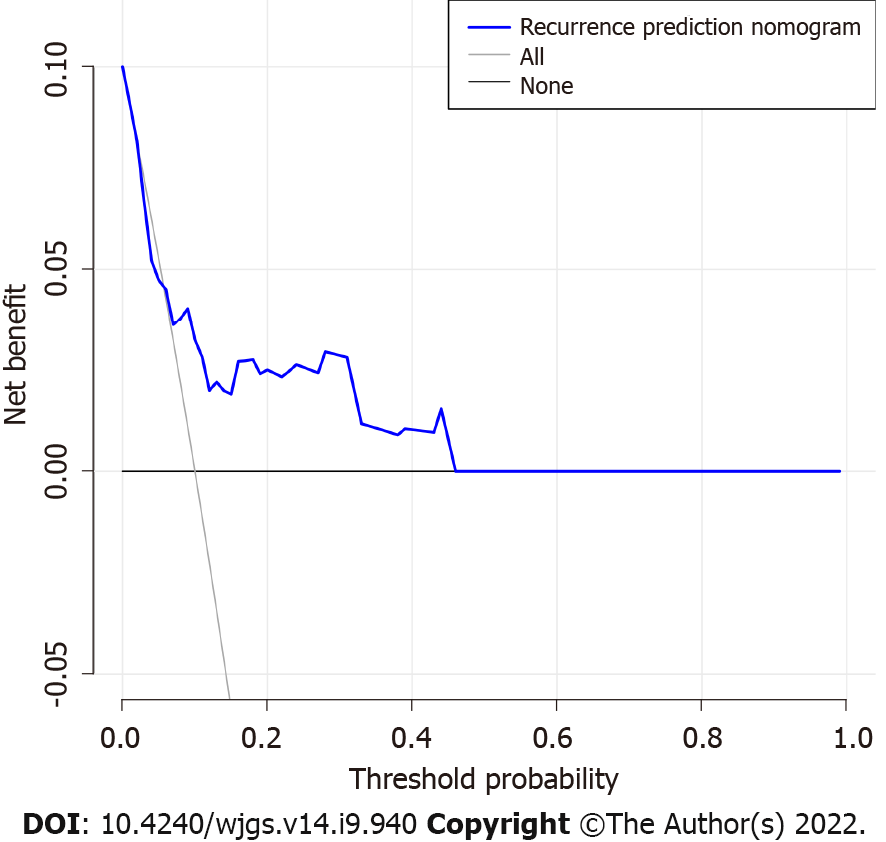 Recurrence prediction nomogram
All
None
0.10
0.05
0.00
-0.05
Net benefit
0.0 0.2 0.4 0.6 0.8 1.0
Threshold probability
DOI: 10.4240/wjgs.v14.i9.940 Copyright ©The Author(s) 2022.